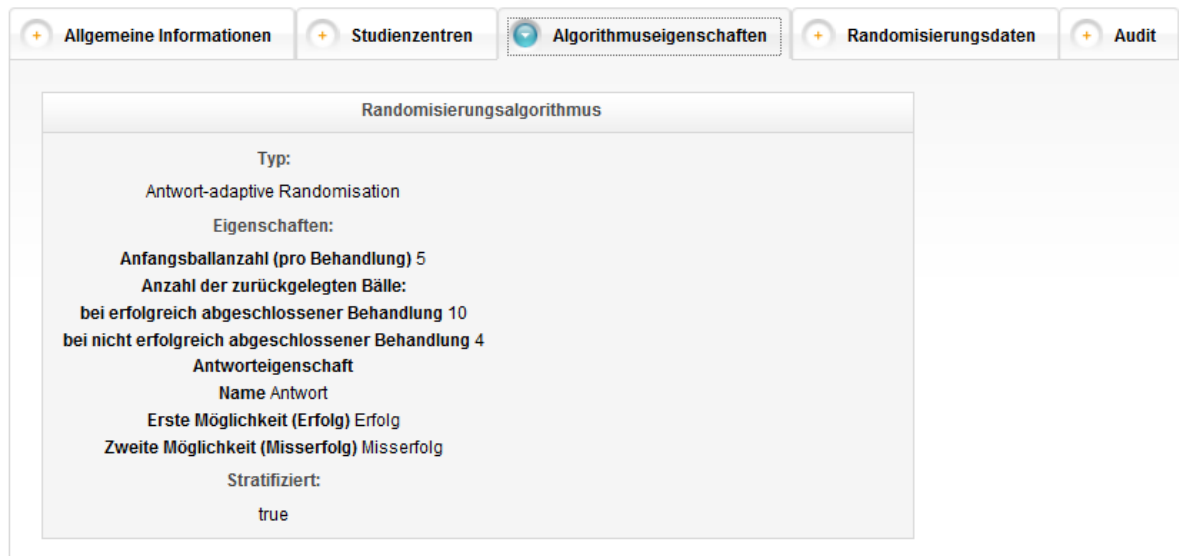 Allgemeine Informationen Studienzentren Algorithmuseigenschaften Randomisierungsdaten Audit
Randomisierungsalgorithmus
Typ:
Antwort-adaptive Randomisation
Eigenschaften:
Anfangsballanzahl (pro Behandlung) 5
Anzahl der zurückgelegten Bälle:
bei erfolgreich abgeschlossener Behandlung 10
bei nicht erfolgreich abgeschlossener Behandlung 4
Antworteigenschaft
Name Antwort
Erste Möglichkeit (Erfolg) Erfolg
Zweite Möglichkeit (Misserfolg) Misserfolg
Stratifiziert:
true